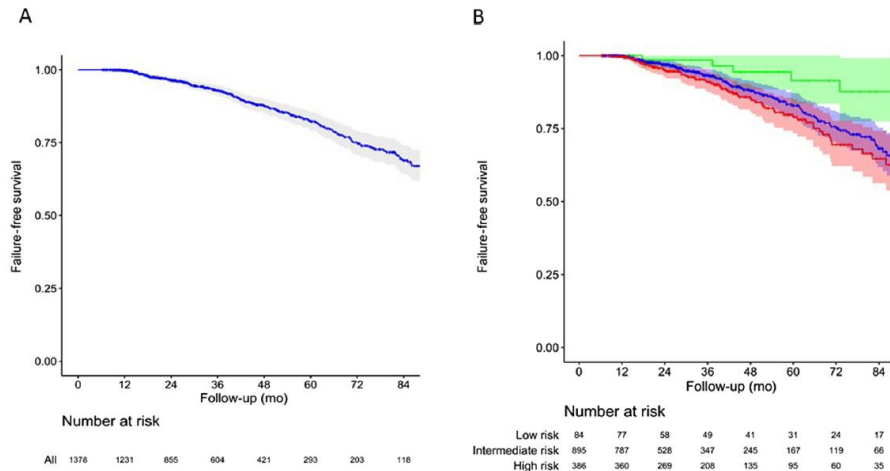 A
B
1.00
0.75
0.50
0.25
0.00
Failure-free survival
0 12 24 36 48 60 72 84
Follow-up (mo)
Number at risk
All 1378 1231 855 604 421 293 203 118
1.00
0.75
0.50
0.25
0.00
Failure-free survival
0 12 24 36 48 60 72 84
Follow-up (mo)
Number at risk
Low risk 84 77 58 49 41 31 24 17
Intermediate risk 895 787 528 347 245 167 119 66
High risk 386 360 269 208 135 95 60 35